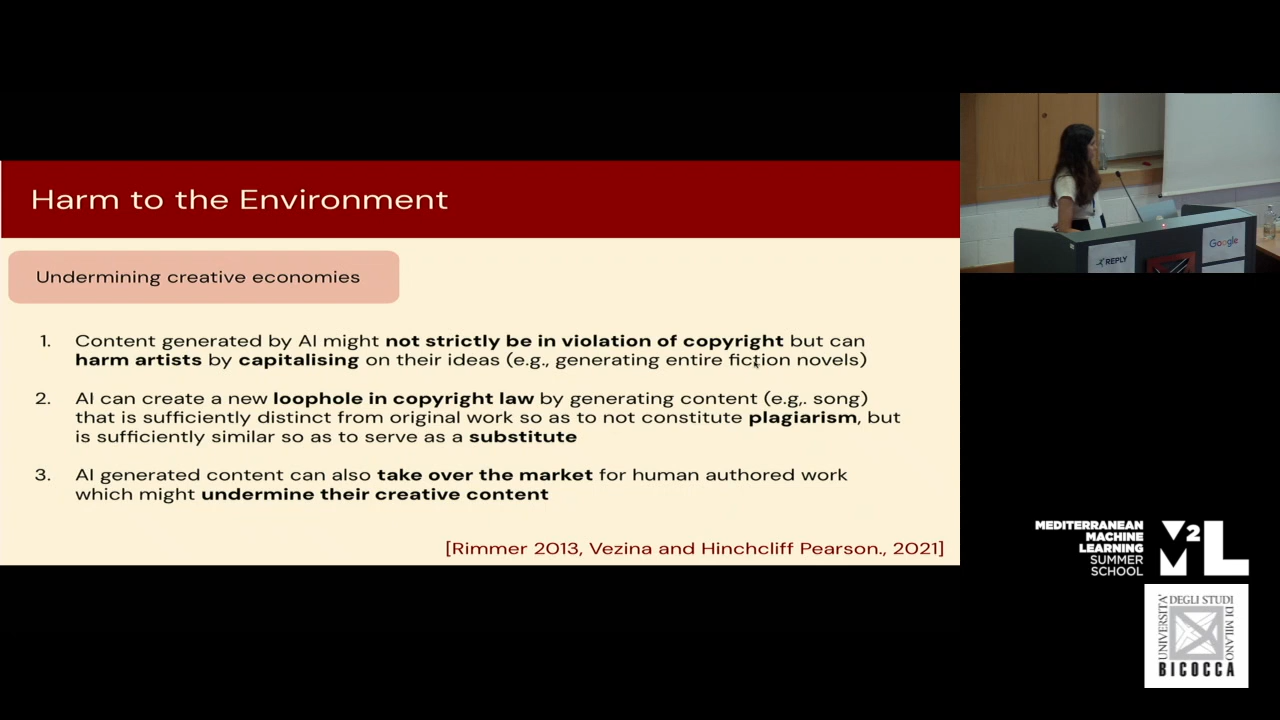 Harm to the Environment
Undermining creative economies
1. Content generated by AI might not strictly be in violation of copyright but can
harm artists by capitalising on their ideas (e.g., generating entire fiction novels)
2. AI can create a new loophole in copyright law by generating content (e.g,. song)
that is sufficiently distinct from original work so as to not constitute plagiarism, but
is sufficiently similar so as to serve as a substitute
3. AI generated content can also take over the market for human authored work
which might undermine their creative content
[Rimmer 2013, Vezina and Hinchcliff Pearson., 2021]
REPLY
Google
MEDITERRANEAN
MACHINE
LEARNING
SUMMER
SCHOOL
M2L
UNIVERSITA'
DEGLI STUDI
DI MILANO
BICOCCA